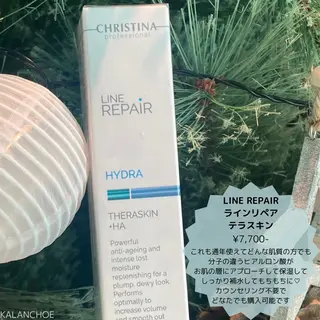 CHRISTINA
professional
LINE
REPAIR
HYDRA
THERASKIN
+HA
Powerful
anti-ageing and
intense lost
moisture
replenishing for a
plump, dewy look.
Performs
optimally to
increase volume
and smooth out
LINE REPAIR
ラインリペア
テラスキン
¥7,700-
これも通年使えてどんな肌質の方でも
分子の違うヒアルロン酸が
お肌の層にアプローチして保湿して
しっかり補水してもちもちに♡
カウンセリング不要で
どなたでも購入可能です
KALANCHOE